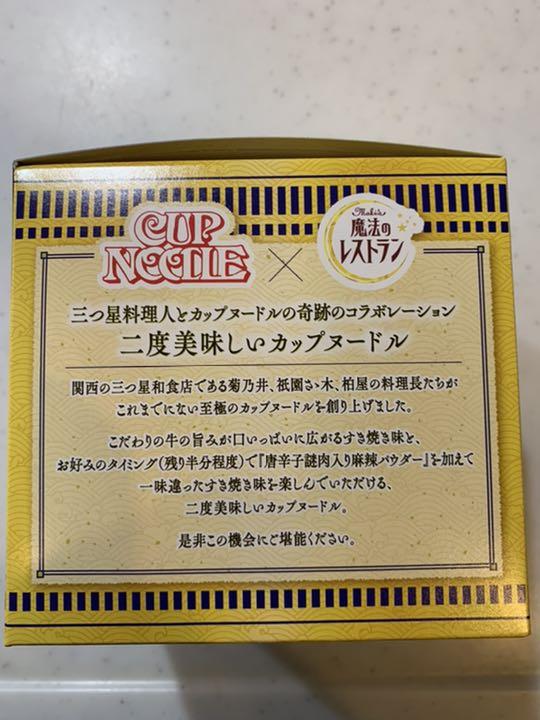 CUP
NOODLE
×
Maki's
魔法の
レストラン
三つ星料理人とカップヌードルの奇跡のコラボレーション
二度美味しいカップヌードル
関西の三つ星和食店である菊乃井、祇園さゝ木、柏屋の料理長たちが
これまでにない至極のカップヌードルを創り上げました。
こだわりの牛の旨みが口いっぱいに広がるすき焼き味と、
お好みのタイミング(残り半分程度)で『唐辛子謎肉入り麻辣パウダー』を加えて
一味違ったすき焼き味を楽しんでいただける、
二度美味しいカップヌードル。
是非この機会にご堪能ください。